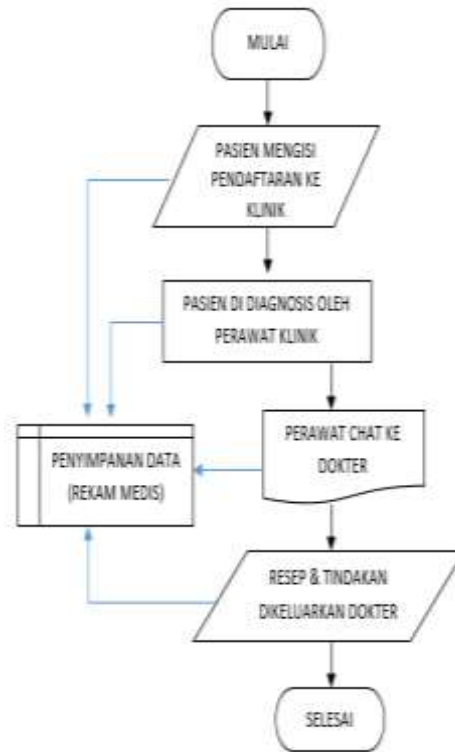 MULAI
PASIEN MENGISI
PENDAFTARAN KE
KLINIK
PASIEN DI DIAGNOSIS OLEH
PERAWAT KLINIK
PERAWAT CHAT KE
DOKTER
PENYIMPANAN DATA
(REKAM MEDIS)
RESEP & TINDAKAN
DIKELUARKAN DOKTER
SELESAI